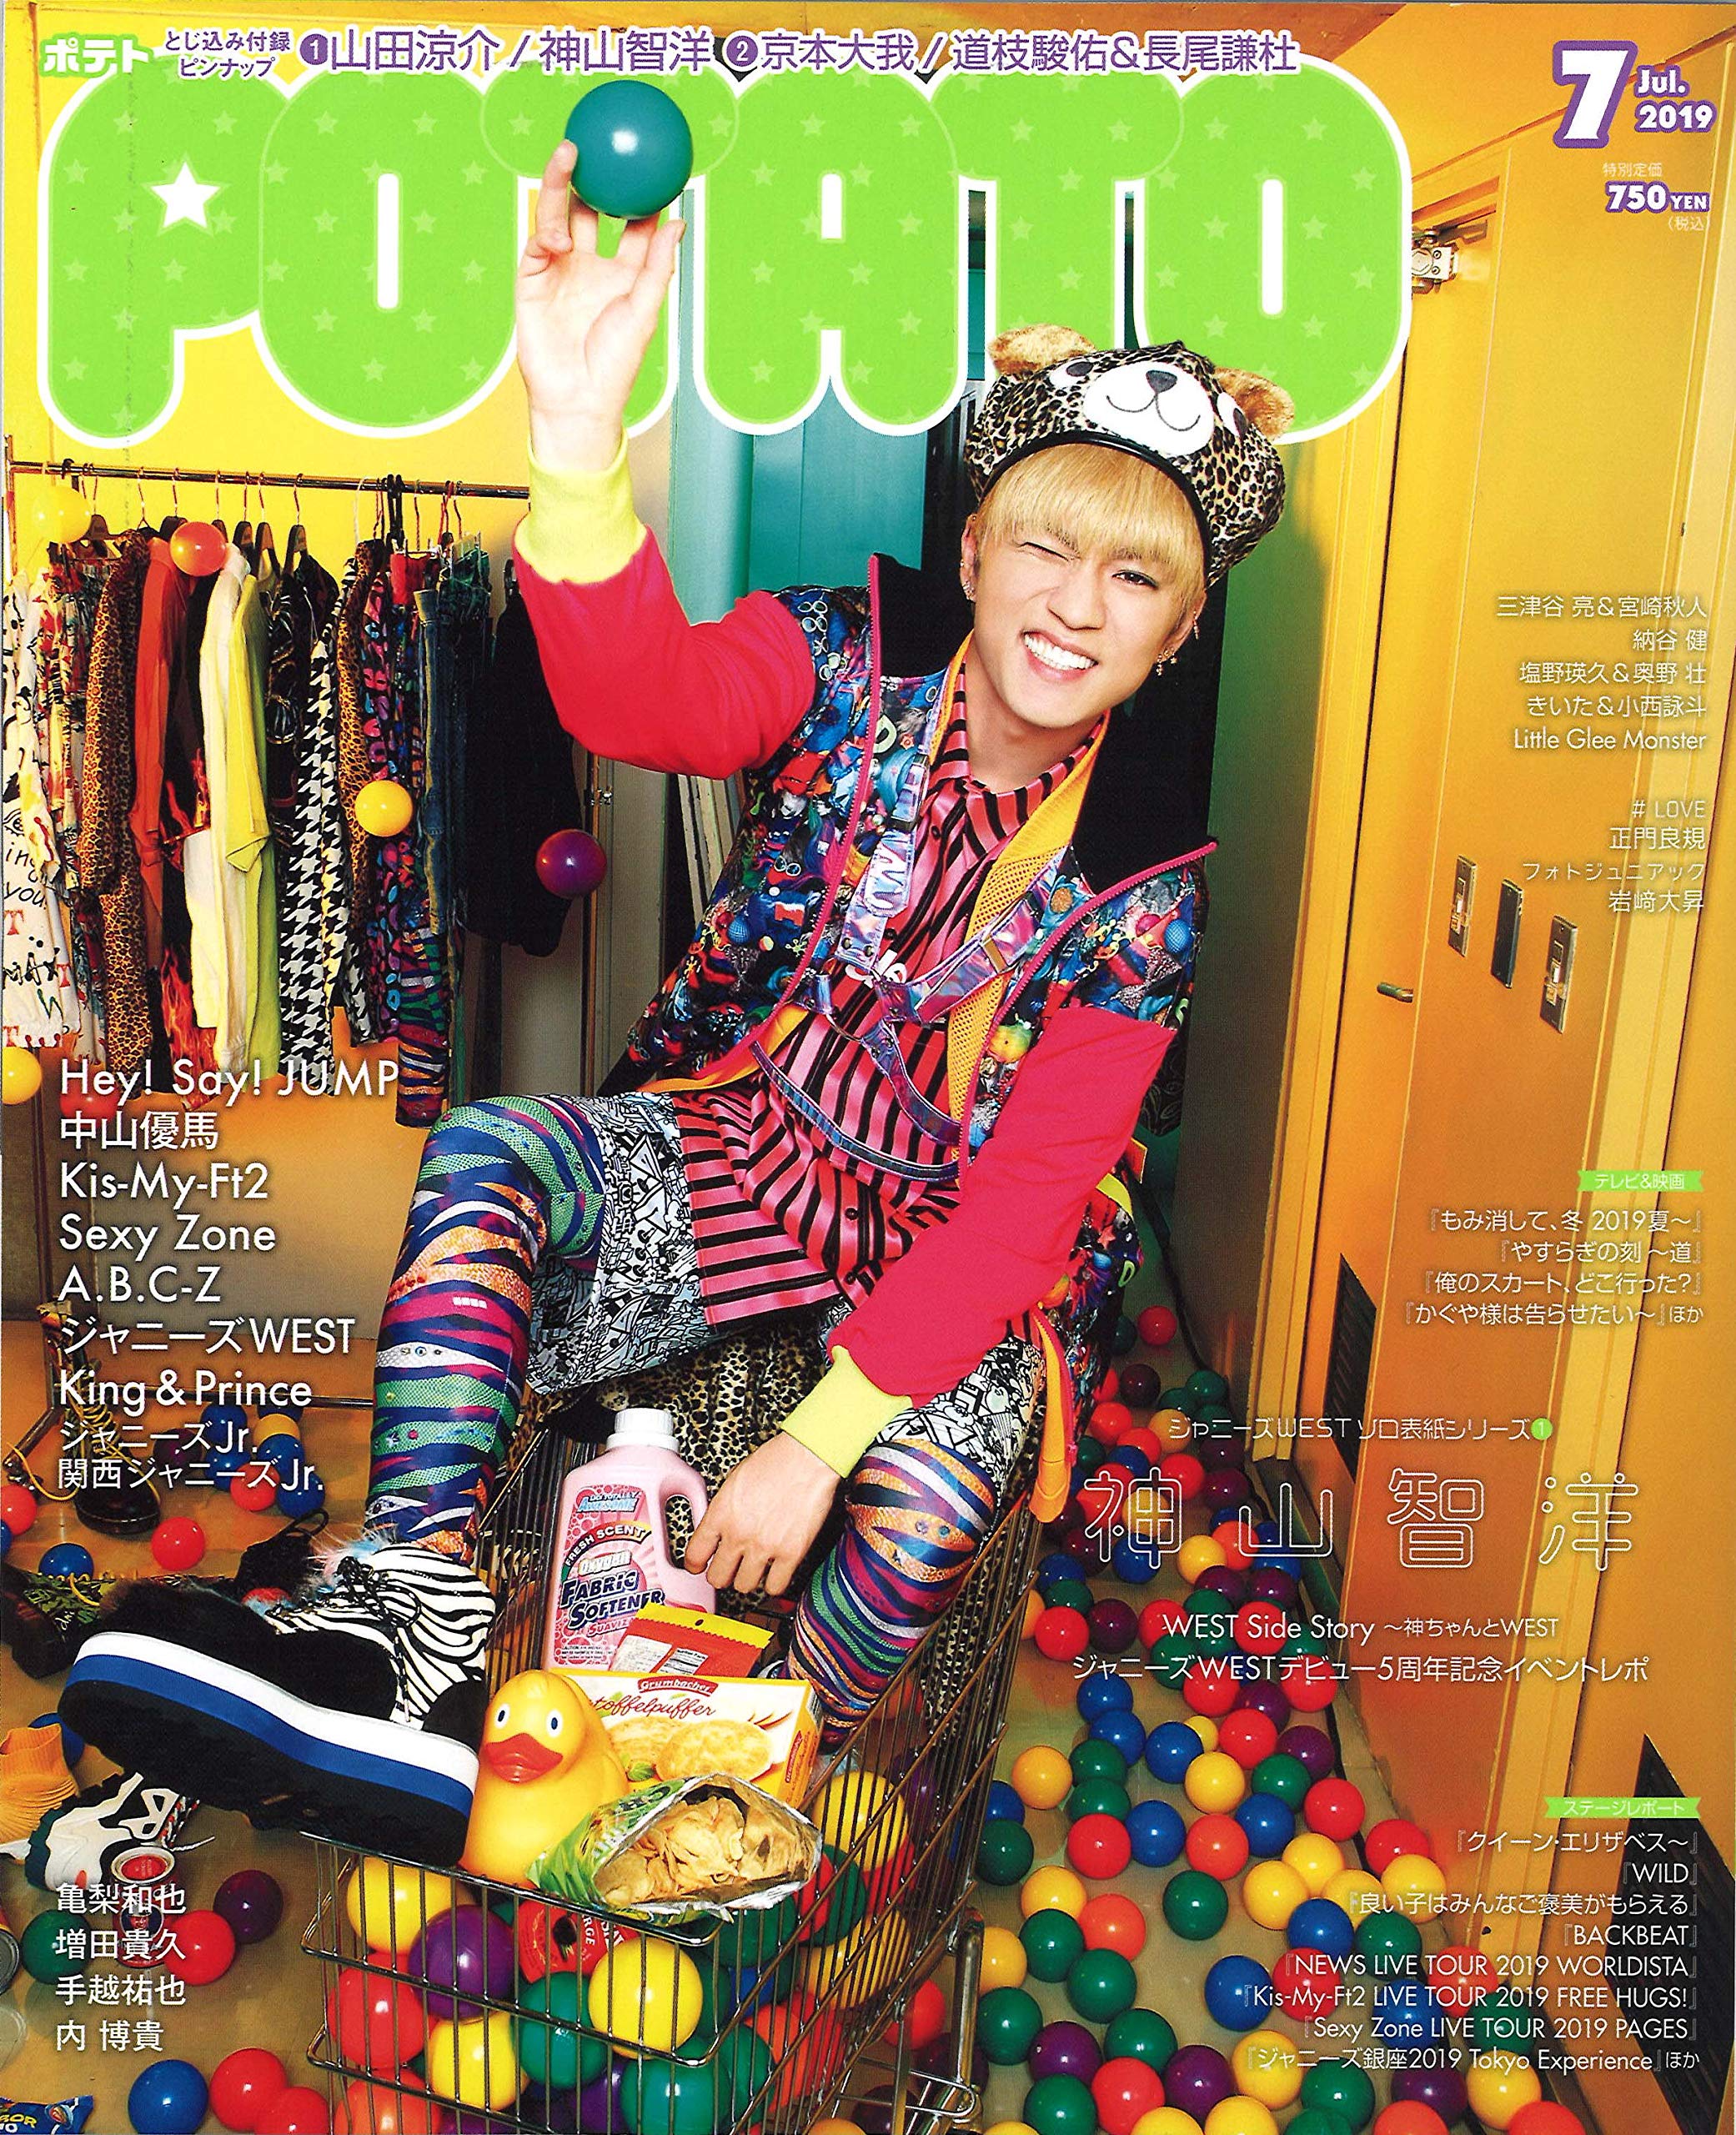 ポテト
とじ込み付録
ピンナップ
❶山田涼介/神山智洋 ❷京本大我/道枝駿佑&長尾謙杜
POTATO
7
Jul.
2019
特別定価
750YEN
(税込)
三津谷 亮&宮崎秋人
納谷 健
塩野瑛久&奥野 壮
きいた&小西詠斗
Little Glee Monster
# LOVE
正門良規
フォトジュニアック
岩﨑大昇
Hey! Say! JUMP
中山優馬
Kis-My-Ft2
Sexy Zone
A.B.C-Z
ジャニーズWEST
King & Prince
ジャニーズJr.
関西ジャニーズJr.
テレビ&映画
『もみ消して、冬 2019夏〜』
『やすらぎの刻 〜道』
『俺のスカート、どこ行った?』
『かぐや様は告らせたい〜』ほか
ジャニーズWEST ソロ表紙シリーズ❶
神山智洋
WEST Side Story 〜神ちゃんとWEST
ジャニーズWESTデビュー5周年記念イベントレポ
LA'S TOTALLY
AWESOME
FRESH SCENT
OXYGEN
FABRIC
SOFTENER
SUAVIZ
Grumbacher
toffelpuffer
ステージレポート
『クイーン・エリザベス〜』
『WILD』
『良い子はみんなご褒美がもらえる』
『BACKBEAT』
『NEWS LIVE TOUR 2019 WORLDISTA』
『Kis-My-Ft2 LIVE TOUR 2019 FREE HUGS!』
『Sexy Zone LIVE TOUR 2019 PAGES』
『ジャニーズ銀座2019 Tokyo Experience』ほか
亀梨和也
増田貴久
手越祐也
内 博貴